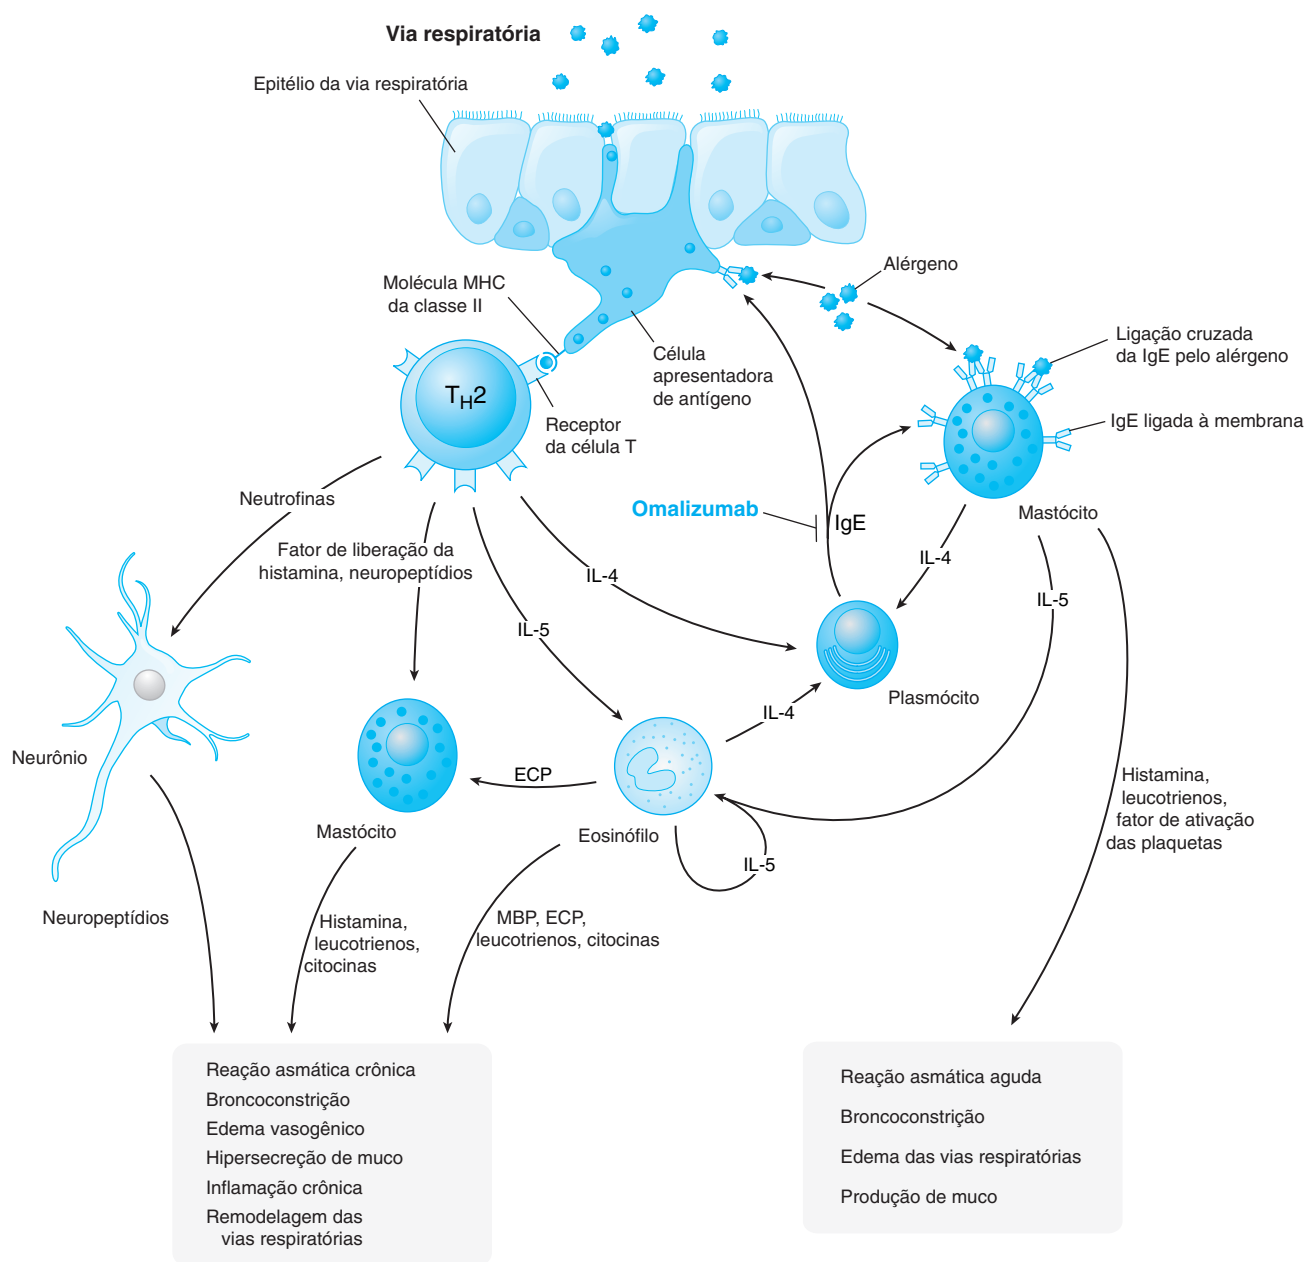 Via respiratória
Epitélio da via respiratória
Alérgeno
Molécula MHC
da classe II
Célula
apresentadora
de antígeno
Ligação cruzada
da IgE pelo alérgeno
TH2
Receptor
da célula T
IgE ligada à membrana
Neutrofinas
Omalizumab
IgE
Mastócito
Fator de liberação da
histamina, neuropeptídios
IL-4
IL-4
IL-5
IL-5
Plasmócito
IL-4
Neurônio
ECP
Histamina,
leucotrienos,
fator de ativação
das plaquetas
Mastócito
Eosinófilo
IL-5
Neuropeptídios
Histamina,
leucotrienos,
citocinas
MBP, ECP,
leucotrienos, citocinas
Reação asmática crônica
Broncoconstrição
Edema vasogênico
Hipersecreção de muco
Inflamação crônica
Remodelagem das
vias respiratórias
Reação asmática aguda
Broncoconstrição
Edema das vias respiratórias
Produção de muco